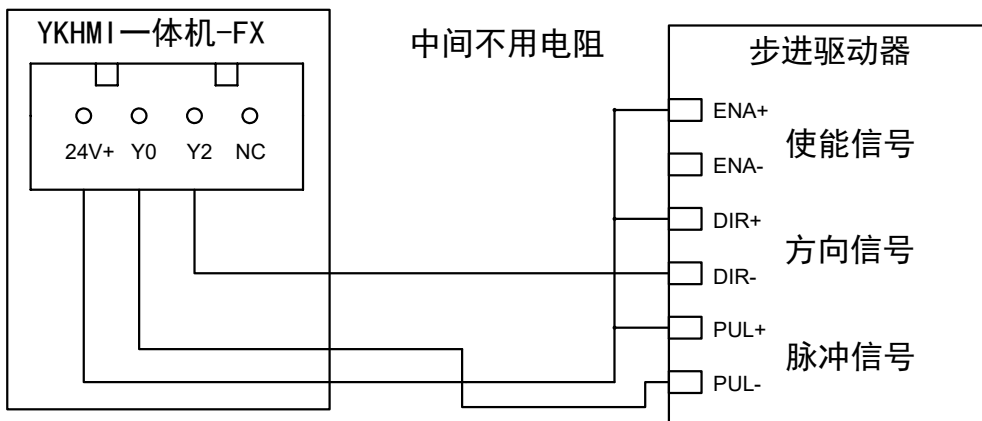 YKHMI一体机-FX
中间不用电阻
步进驱动器
24V+ Y0 Y2 NC
ENA+
使能信号
ENA-
DIR+
方向信号
DIR-
PUL+
脉冲信号
PUL-